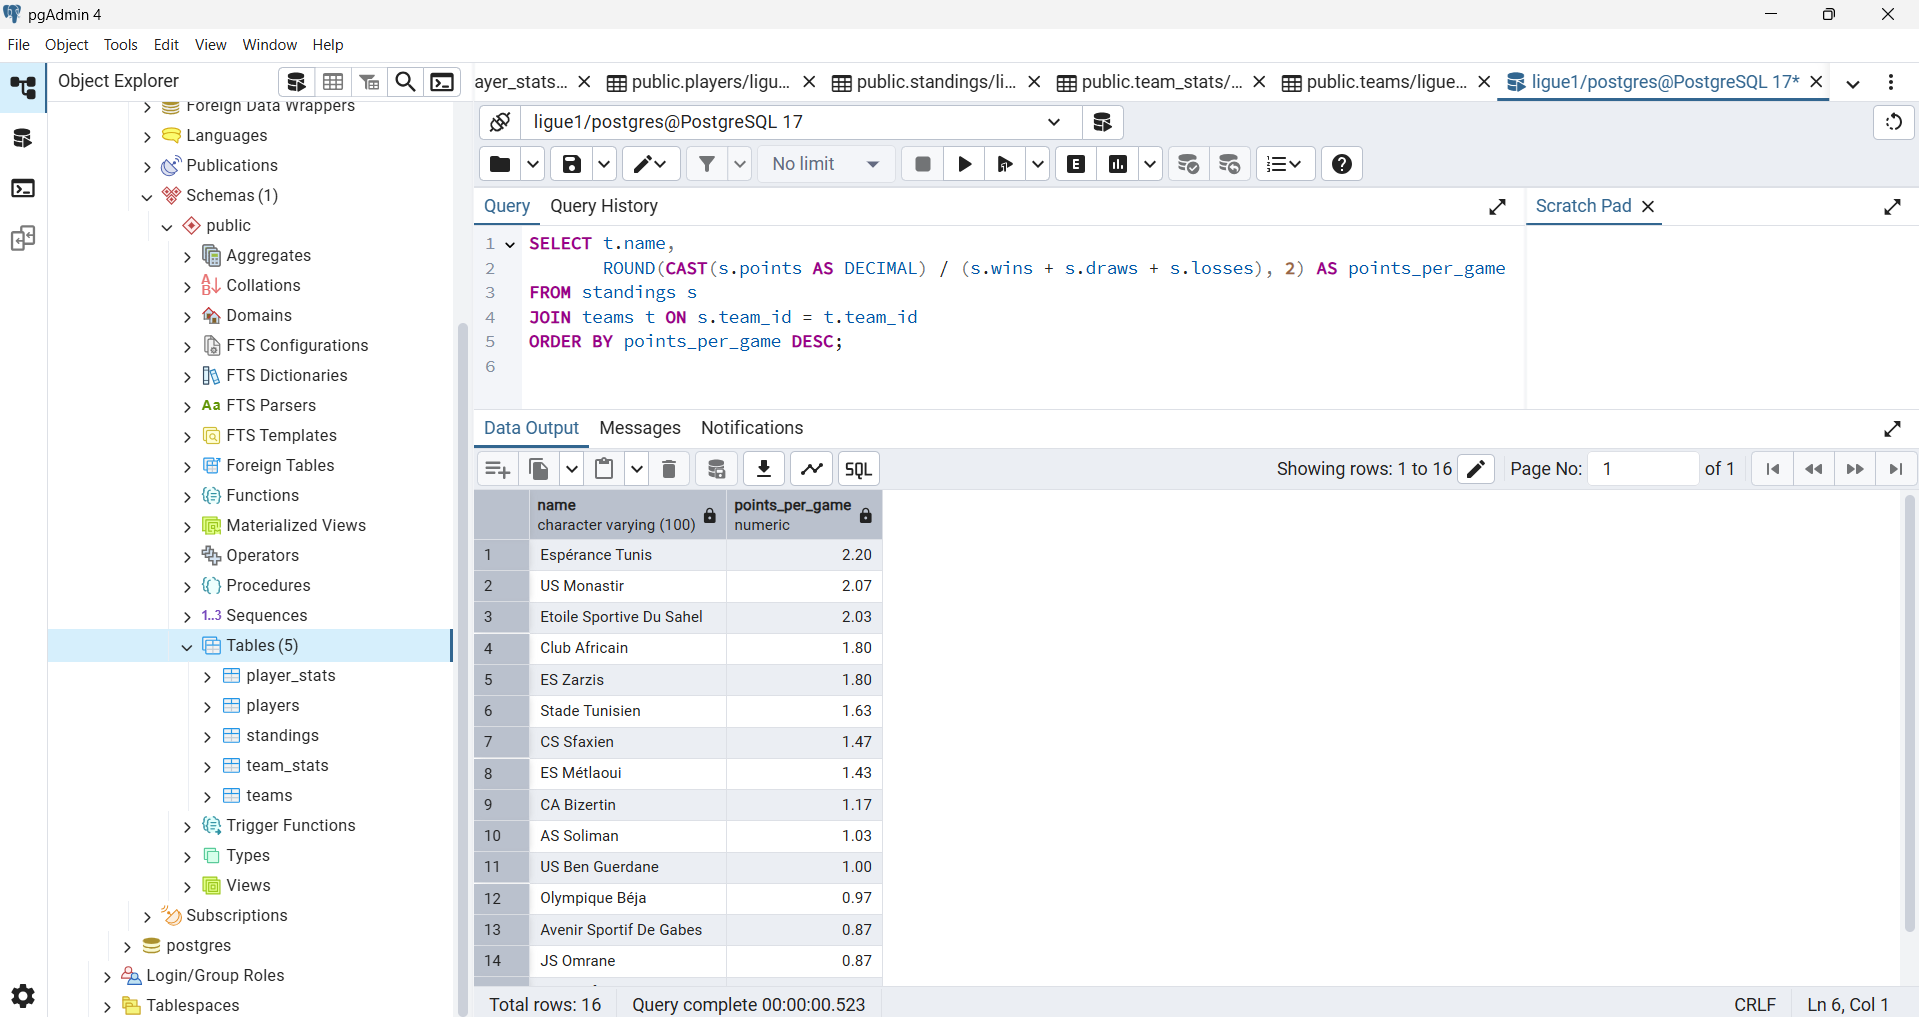 pgAdmin 4
File Object Tools Edit View Window Help
Object Explorer
ayer_stats... public.players/ligu... public.standings/li... public.team_stats/... public.teams/ligue... ligue1/postgres@PostgreSQL 17*
Foreign Data Wrappers
Languages
Publications
Schemas (1)
public
Aggregates
Collations
Domains
FTS Configurations
FTS Dictionaries
Aa FTS Parsers
FTS Templates
Foreign Tables
Functions
Materialized Views
Operators
Procedures
1..3 Sequences
Tables (5)
player_stats
players
standings
team_stats
teams
Trigger Functions
Types
Views
Subscriptions
postgres
Login/Group Roles
Tablespaces
ligue1/postgres@PostgreSQL 17
No limit E
Query Query History
Scratch Pad
1 SELECT t.name,
2 ROUND(CAST(s.points AS DECIMAL) / (s.wins + s.draws + s.losses), 2) AS points_per_game
3 FROM standings s
4 JOIN teams t ON s.team_id = t.team_id
5 ORDER BY points_per_game DESC;
6
Data Output Messages Notifications
SQL Showing rows: 1 to 16 Page No: 1 of 1
name points_per_game
character varying (100) numeric
1 Espérance Tunis 2.20
2 US Monastir 2.07
3 Etoile Sportive Du Sahel 2.03
4 Club Africain 1.80
5 ES Zarzis 1.80
6 Stade Tunisien 1.63
7 CS Sfaxien 1.47
8 ES Métlaoui 1.43
9 CA Bizertin 1.17
10 AS Soliman 1.03
11 US Ben Guerdane 1.00
12 Olympique Béja 0.97
13 Avenir Sportif De Gabes 0.87
14 JS Omrane 0.87
Total rows: 16 Query complete 00:00:00.523 CRLF Ln 6, Col 1